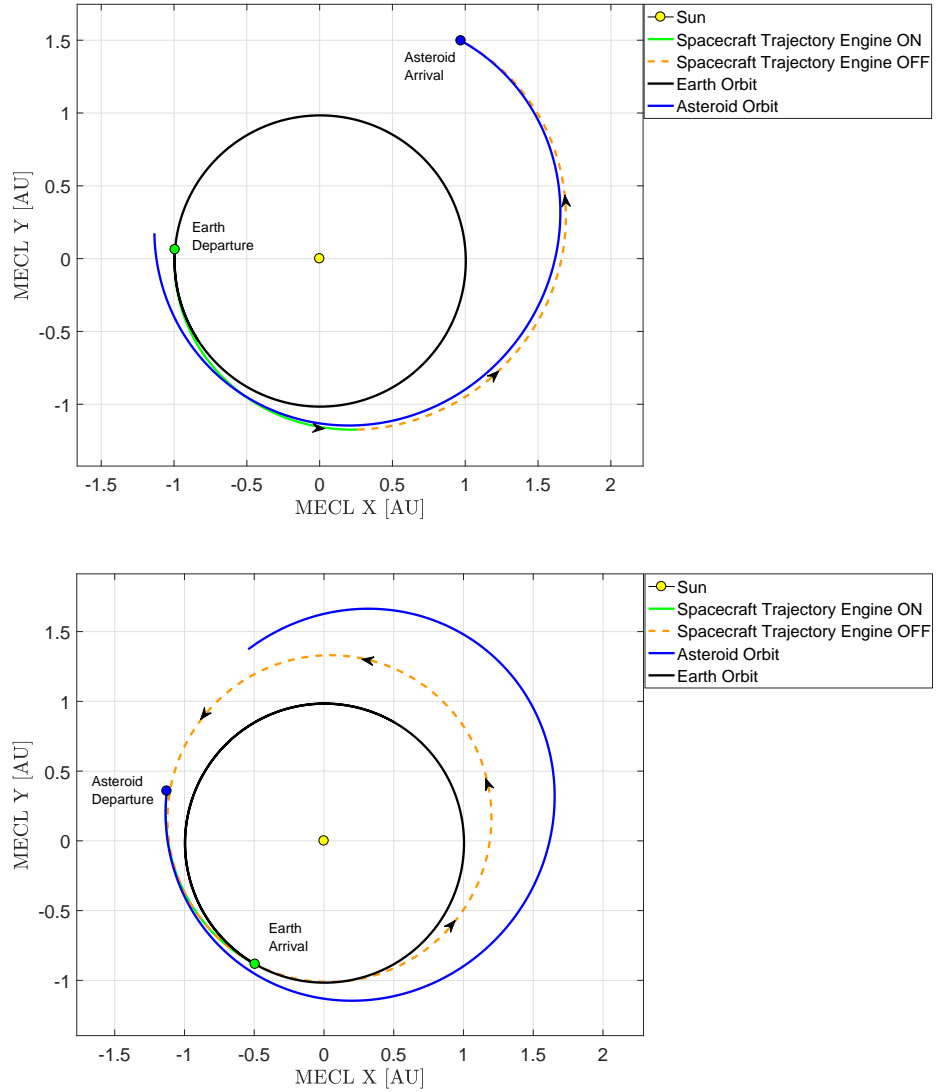 Sun
Spacecraft Trajectory Engine ON
Spacecraft Trajectory Engine OFF
Earth Orbit
Asteroid Orbit
Asteroid
Arrival
Earth
Departure
1.5
1
0.5
0
-0.5
-1
MECL Y [AU]
-1.5
-1
-0.5
0
0.5
1
1.5
2
MECL X [AU]
Sun
Spacecraft Trajectory Engine ON
Spacecraft Trajectory Engine OFF
Asteroid Orbit
Earth Orbit
Asteroid
Departure
Earth
Arrival
1.5
1
0.5
0
-0.5
-1
MECL Y [AU]
-1.5
-1
-0.5
0
0.5
1
1.5
2
MECL X [AU]